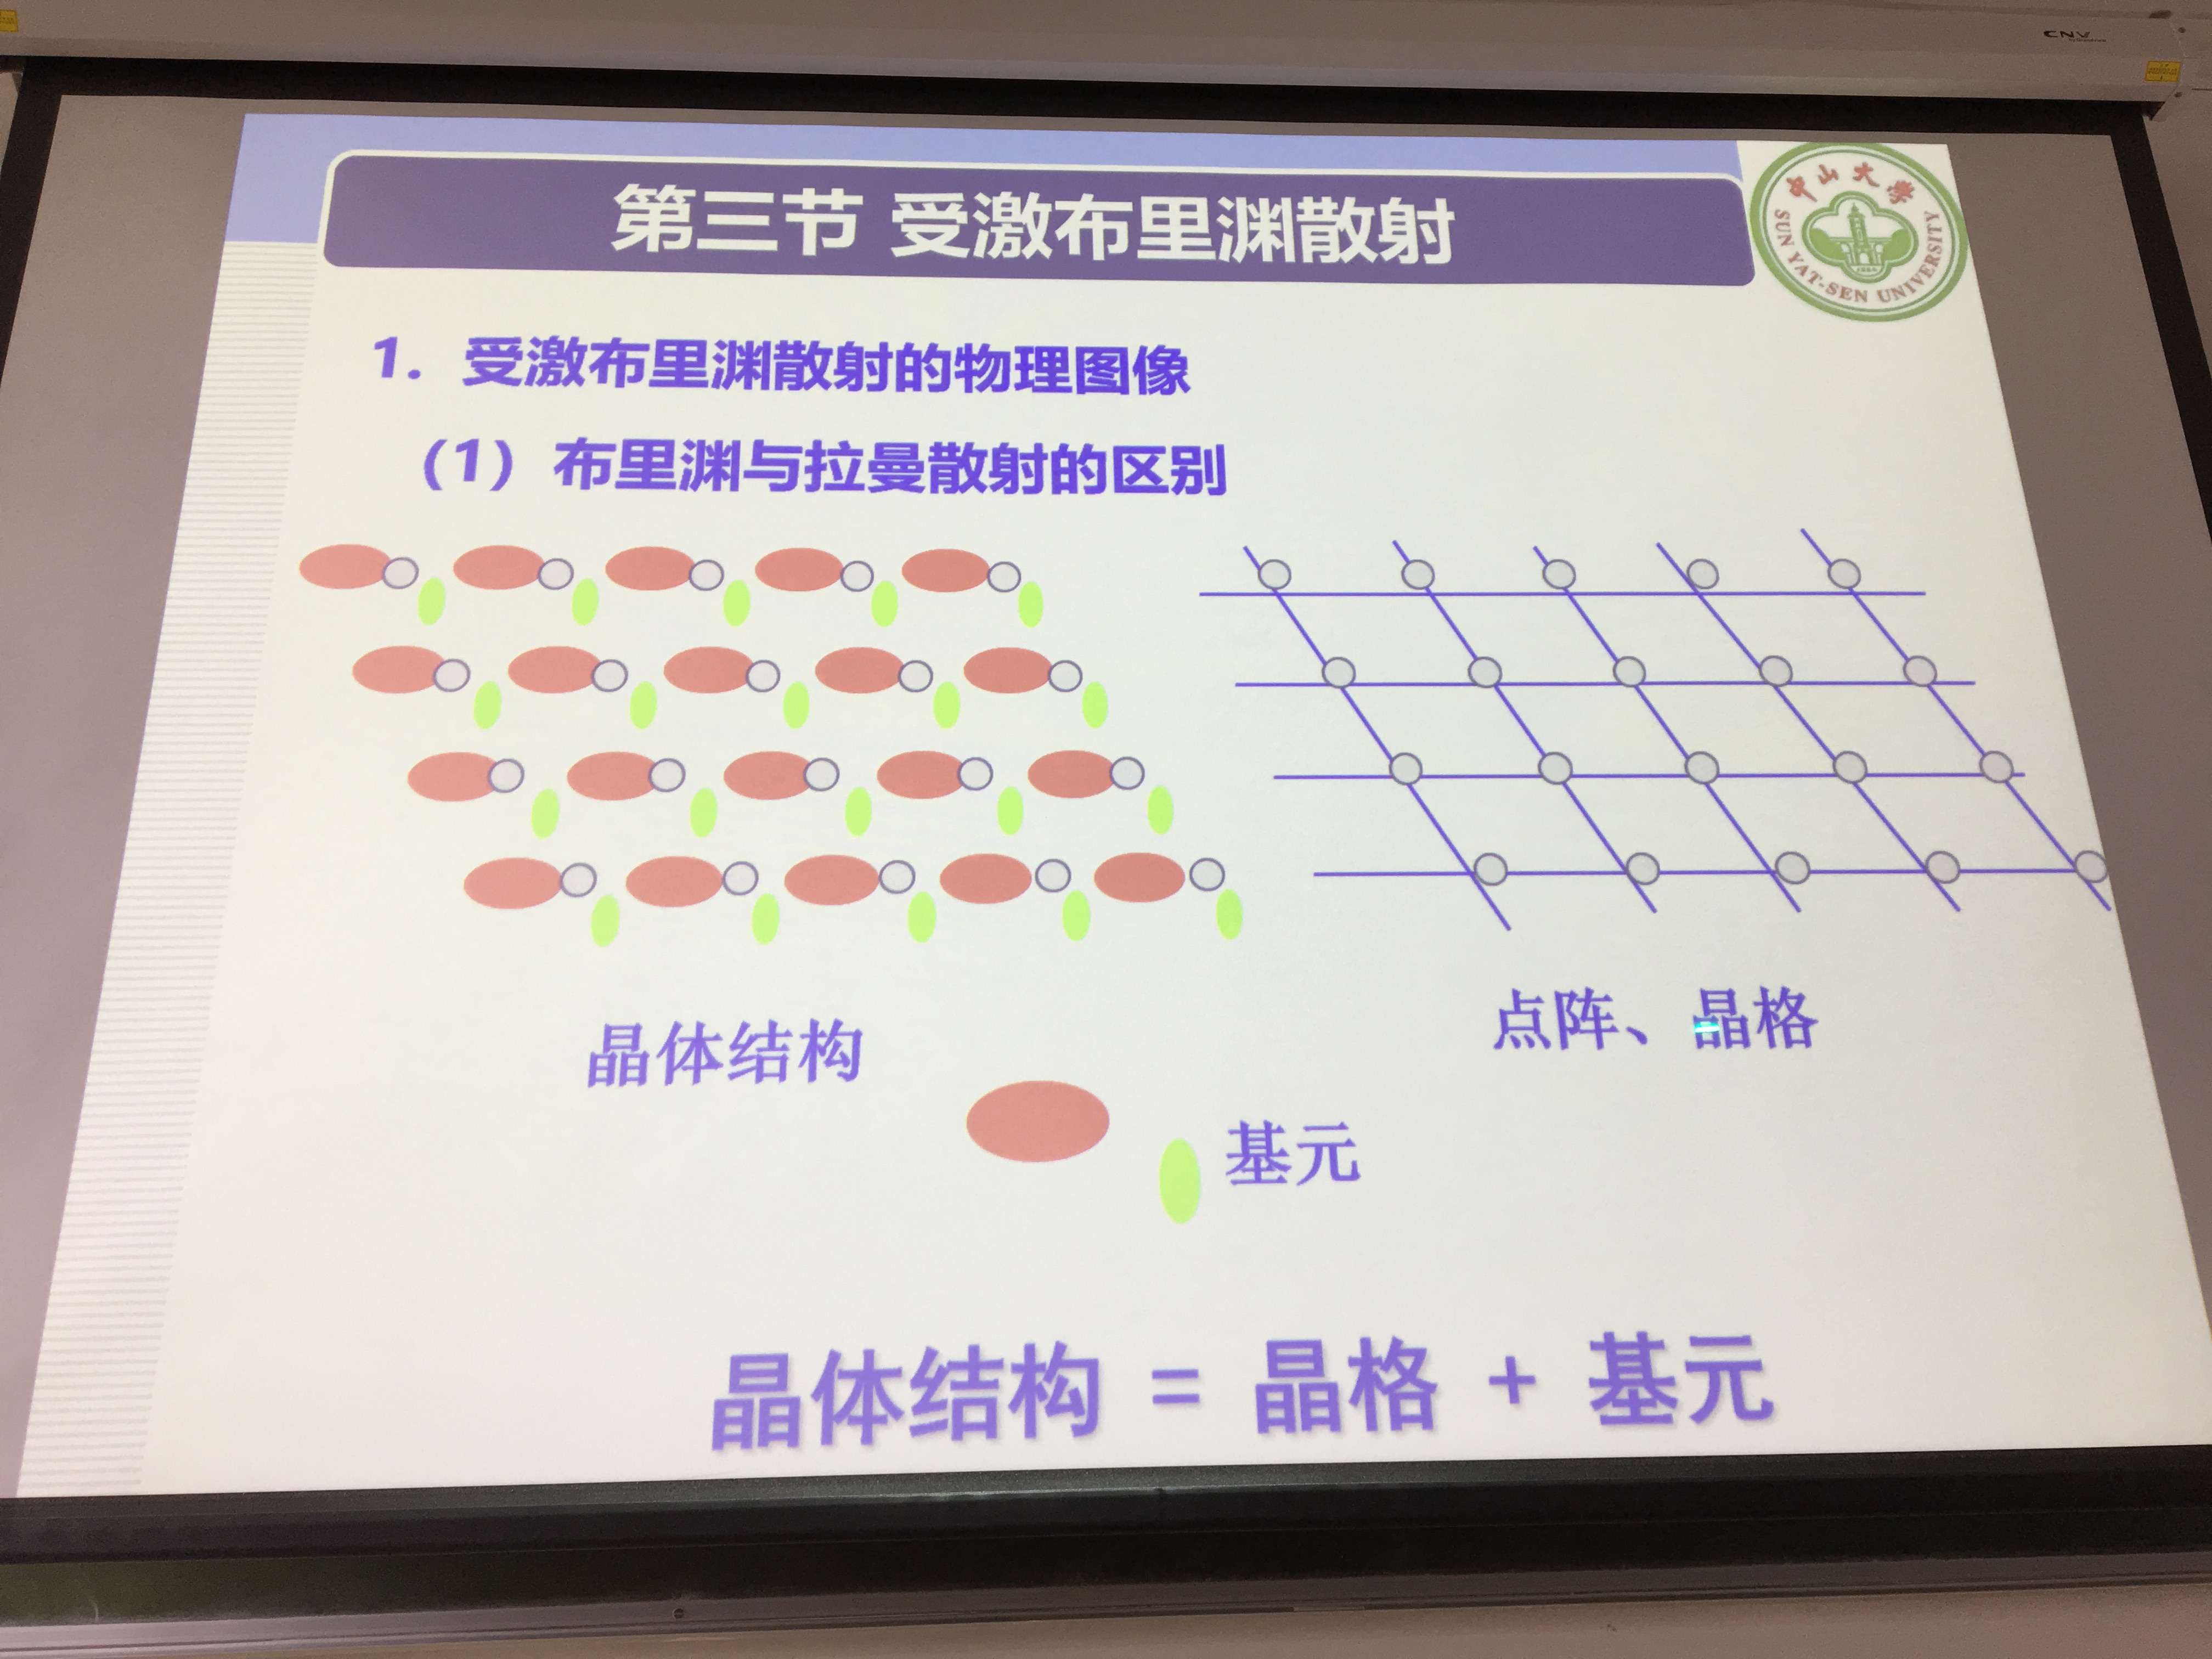 CNV
中山大学
SUN YAT-SEN UNIVERSITY
第三节 受激布里渊散射
1. 受激布里渊散射的物理图像
（1）布里渊与拉曼散射的区别
晶体结构
点阵、晶格
基元
晶体结构 = 晶格 + 基元